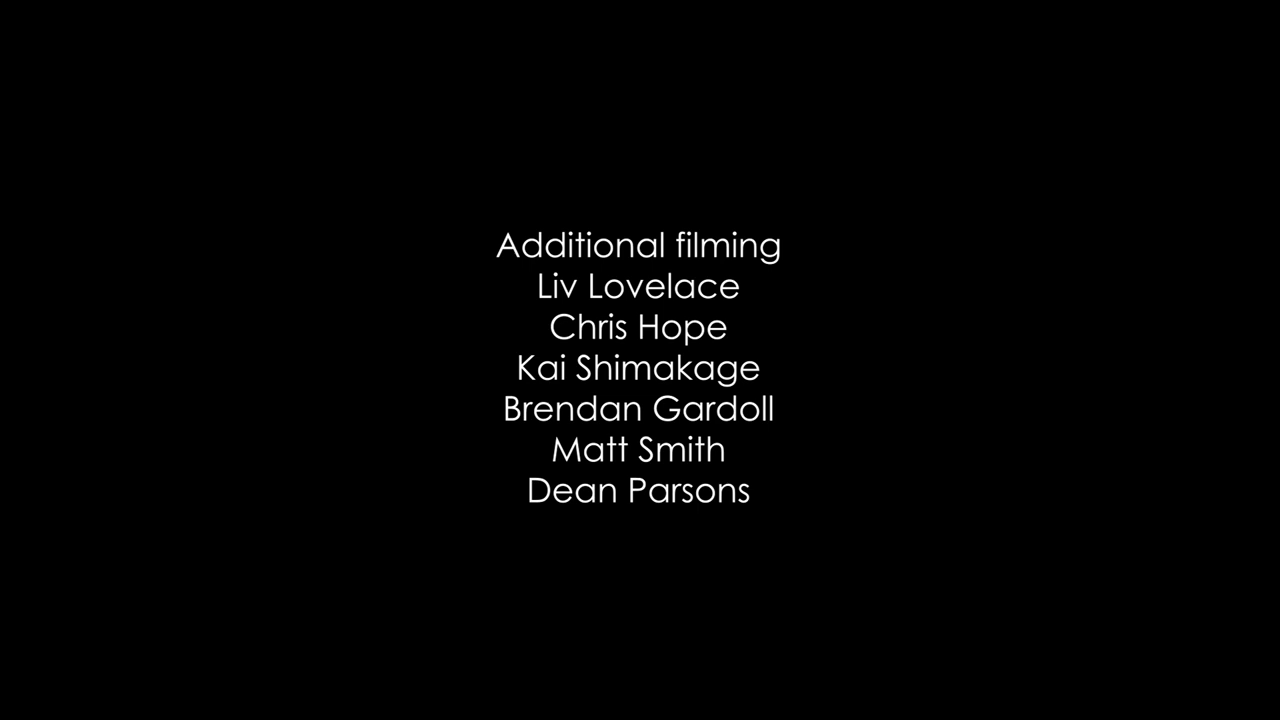 Additional filming
Liv Lovelace
Chris Hope
Kai Shimakage
Brendan Gardoll
Matt Smith
Dean Parsons